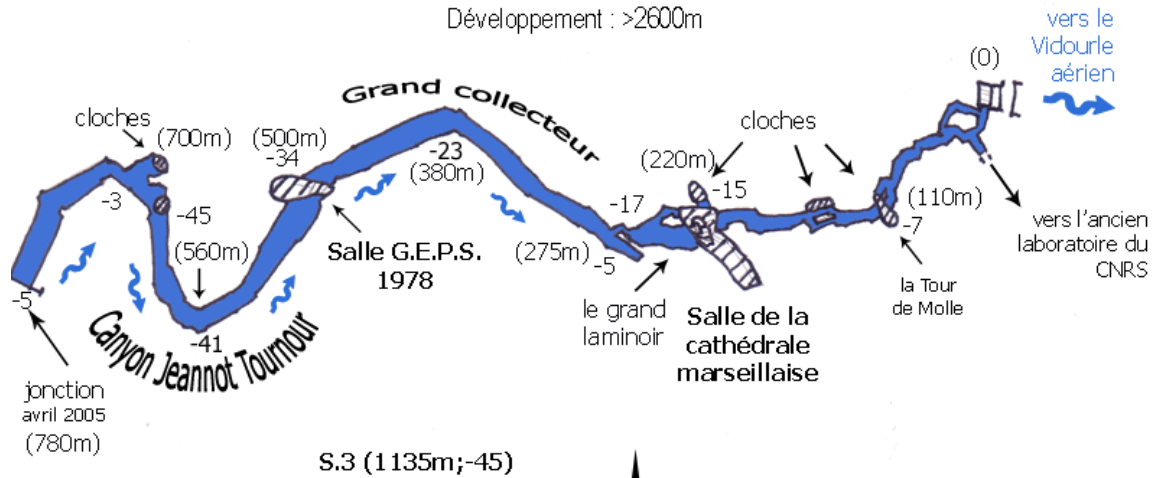 Développement : >2600m
vers le
Vidourle
aérien
(0)
Grand collecteur
cloches
(700m)
(500m)
-34
-23
(380m)
cloches
(220m)
-15
-3
-45
(560m)
-17
(110m)
-7
Salle G.E.P.S.
1978
(275m)
-5
vers l'ancien
laboratoire du
CNRS
la Tour
de Molle
-5
le grand
laminoir
Salle de la
cathédrale
marseillaise
-41
Canyon Jeannot Tournour
jonction
avril 2005
(780m)
S.3 (1135m;-45)